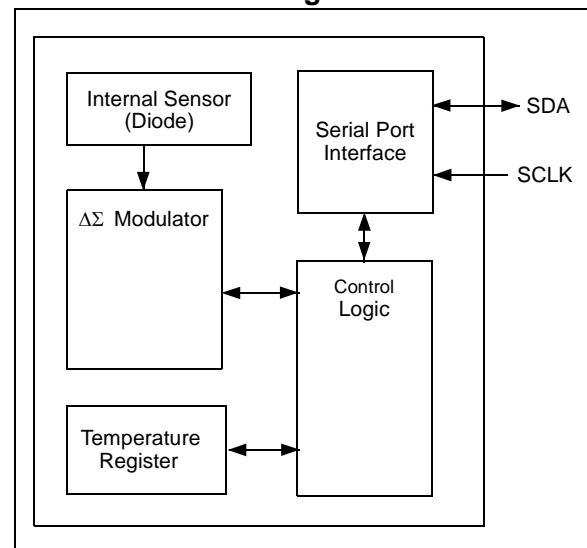 Internal Sensor
(Diode)
Serial Port
Interface
SDA
SCLK
ΔΣ Modulator
Control
Logic
Temperature
Register